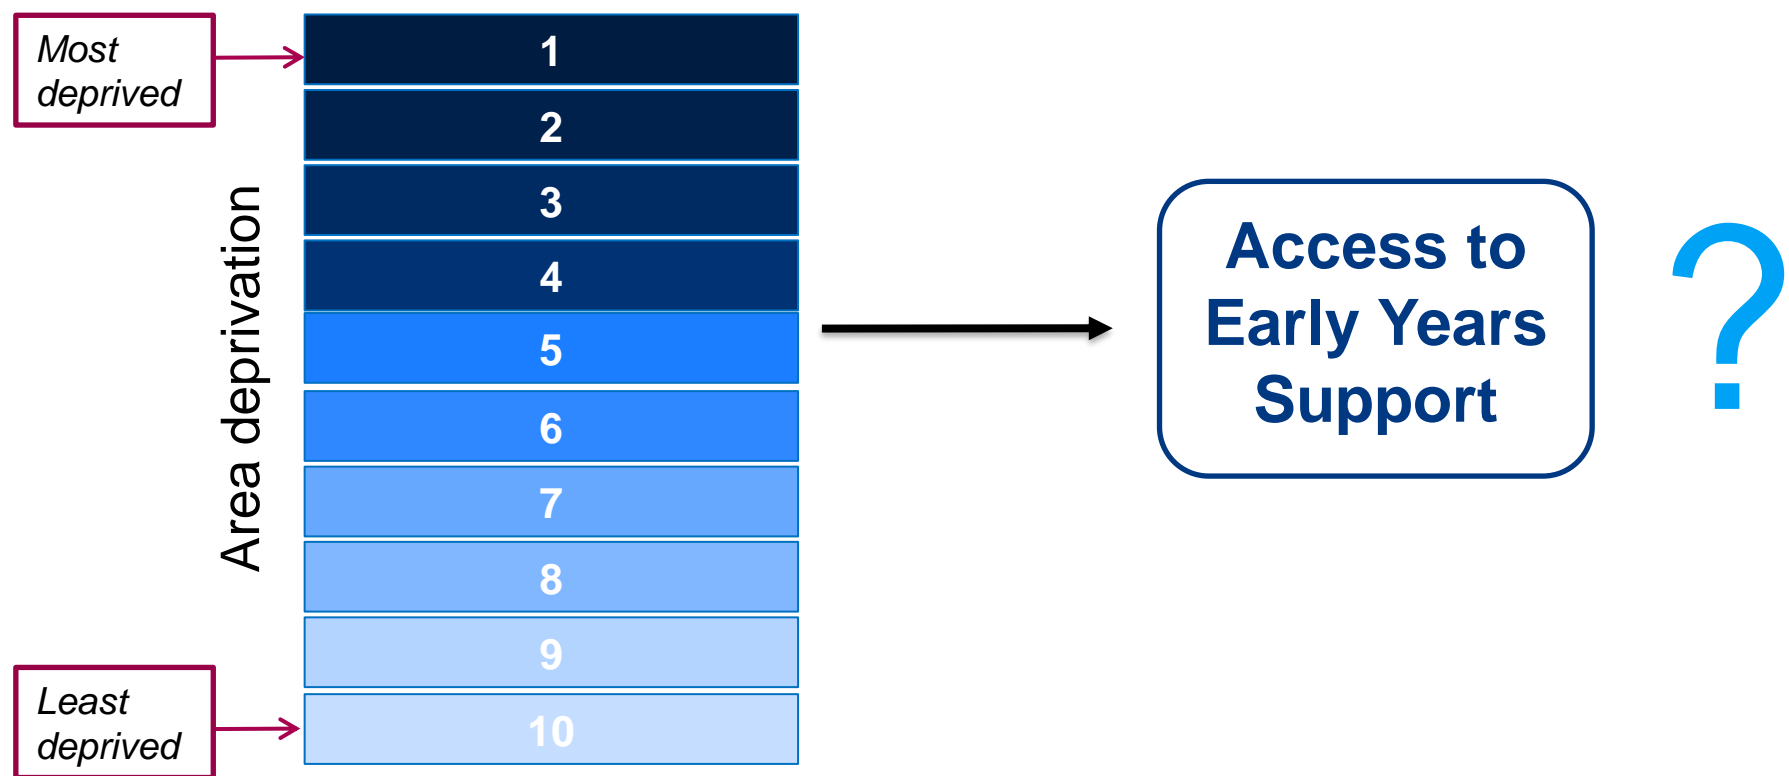 Most
deprived
Area deprivation
1
2
3
4
5
6
7
8
9
10
Least
deprived
Access to
Early Years
Support
?